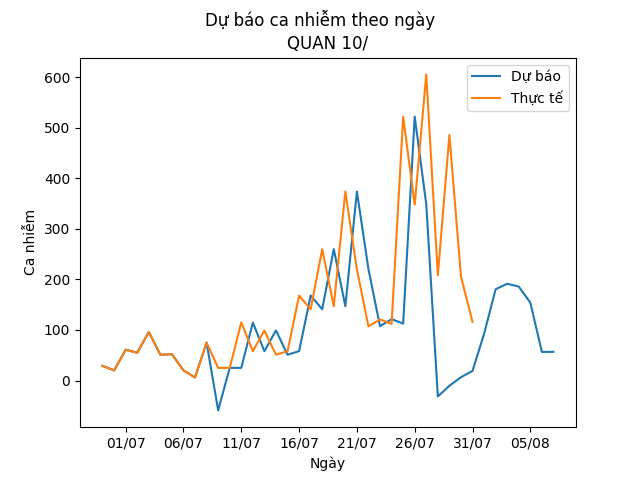 Dự báo ca nhiễm theo ngày
QUAN 10/
Dự báo
Thực tế
600
500
400
300
200
100
0
Ca nhiễm
01/07
06/07
11/07
16/07
21/07
26/07
31/07
05/08
Ngày